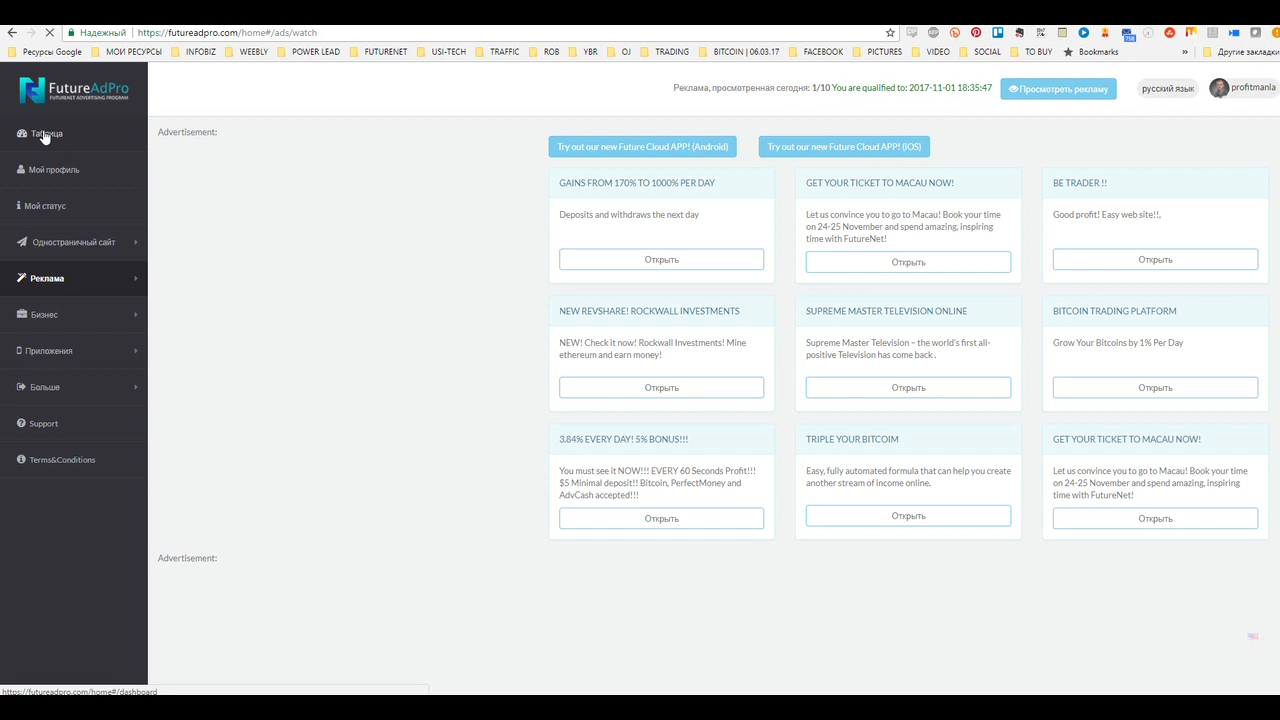 Надежный https://futureadpro.com/home#/ads/watch
Ресурсы Google МОИ РЕСУРСЫ INFOBIZ WEEBLY POWER LEAD FUTURENET USI-TECH TRAFFIC ROB YBR OJ TRADING BITCOIN | 06.03.17 FACEBOOK PICTURES VIDEO SOCIAL TO BUY Bookmarks » Другие закладки
FutureAdPro
FUTURENET ADVERTISING PROGRAM
Реклама, просмотренная сегодня: 1/10 You are qualified to: 2017-11-01 18:35:47
Просмотреть рекламу
русский язык
profitmania
Таблица
Мой профиль
Мой статус
Одностраничный сайт
Реклама
Бизнес
Приложения
Больше
Support
Terms&Conditions
Advertisement:
Try out our new Future Cloud APP! (Android)
Try out our new Future Cloud APP! (iOS)
GAINS FROM 170% TO 1000% PER DAY
Deposits and withdraws the next day
Открыть
GET YOUR TICKET TO MACAU NOW!
Let us convince you to go to Macau! Book your time
on 24-25 November and spend amazing, inspiring
time with FutureNet!
Открыть
BE TRADER !!
Good profit! Easy web site!!,
Открыть
NEW REVSHARE! ROCKWALL INVESTMENTS
NEW! Check it now! Rockwall Investments! Mine
ethereum and earn money!
Открыть
SUPREME MASTER TELEVISION ONLINE
Supreme Master Television – the world's first all-
positive Television has come back .
Открыть
BITCOIN TRADING PLATFORM
Grow Your Bitcoins by 1% Per Day
Открыть
3.84% EVERY DAY! 5% BONUS!!!
You must see it NOW!!! EVERY 60 Seconds Profit!!!
$5 Minimal deposit!! Bitcoin, PerfectMoney and
AdvCash accepted!!!
Открыть
TRIPLE YOUR BITCOIM
Easy, fully automated formula that can help you create
another stream of income online.
Открыть
GET YOUR TICKET TO MACAU NOW!
Let us convince you to go to Macau! Book your time
on 24-25 November and spend amazing, inspiring
time with FutureNet!
Открыть
Advertisement:
https://futureadpro.com/home#/dashboard